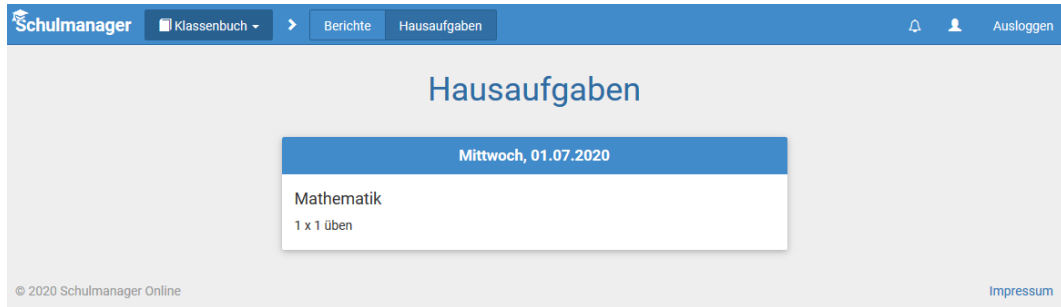 Schulmanager Klassenbuch Berichte Hausaufgaben Ausloggen
Hausaufgaben
Mittwoch, 01.07.2020
Mathematik
1 x 1 üben
© 2020 Schulmanager Online Impressum